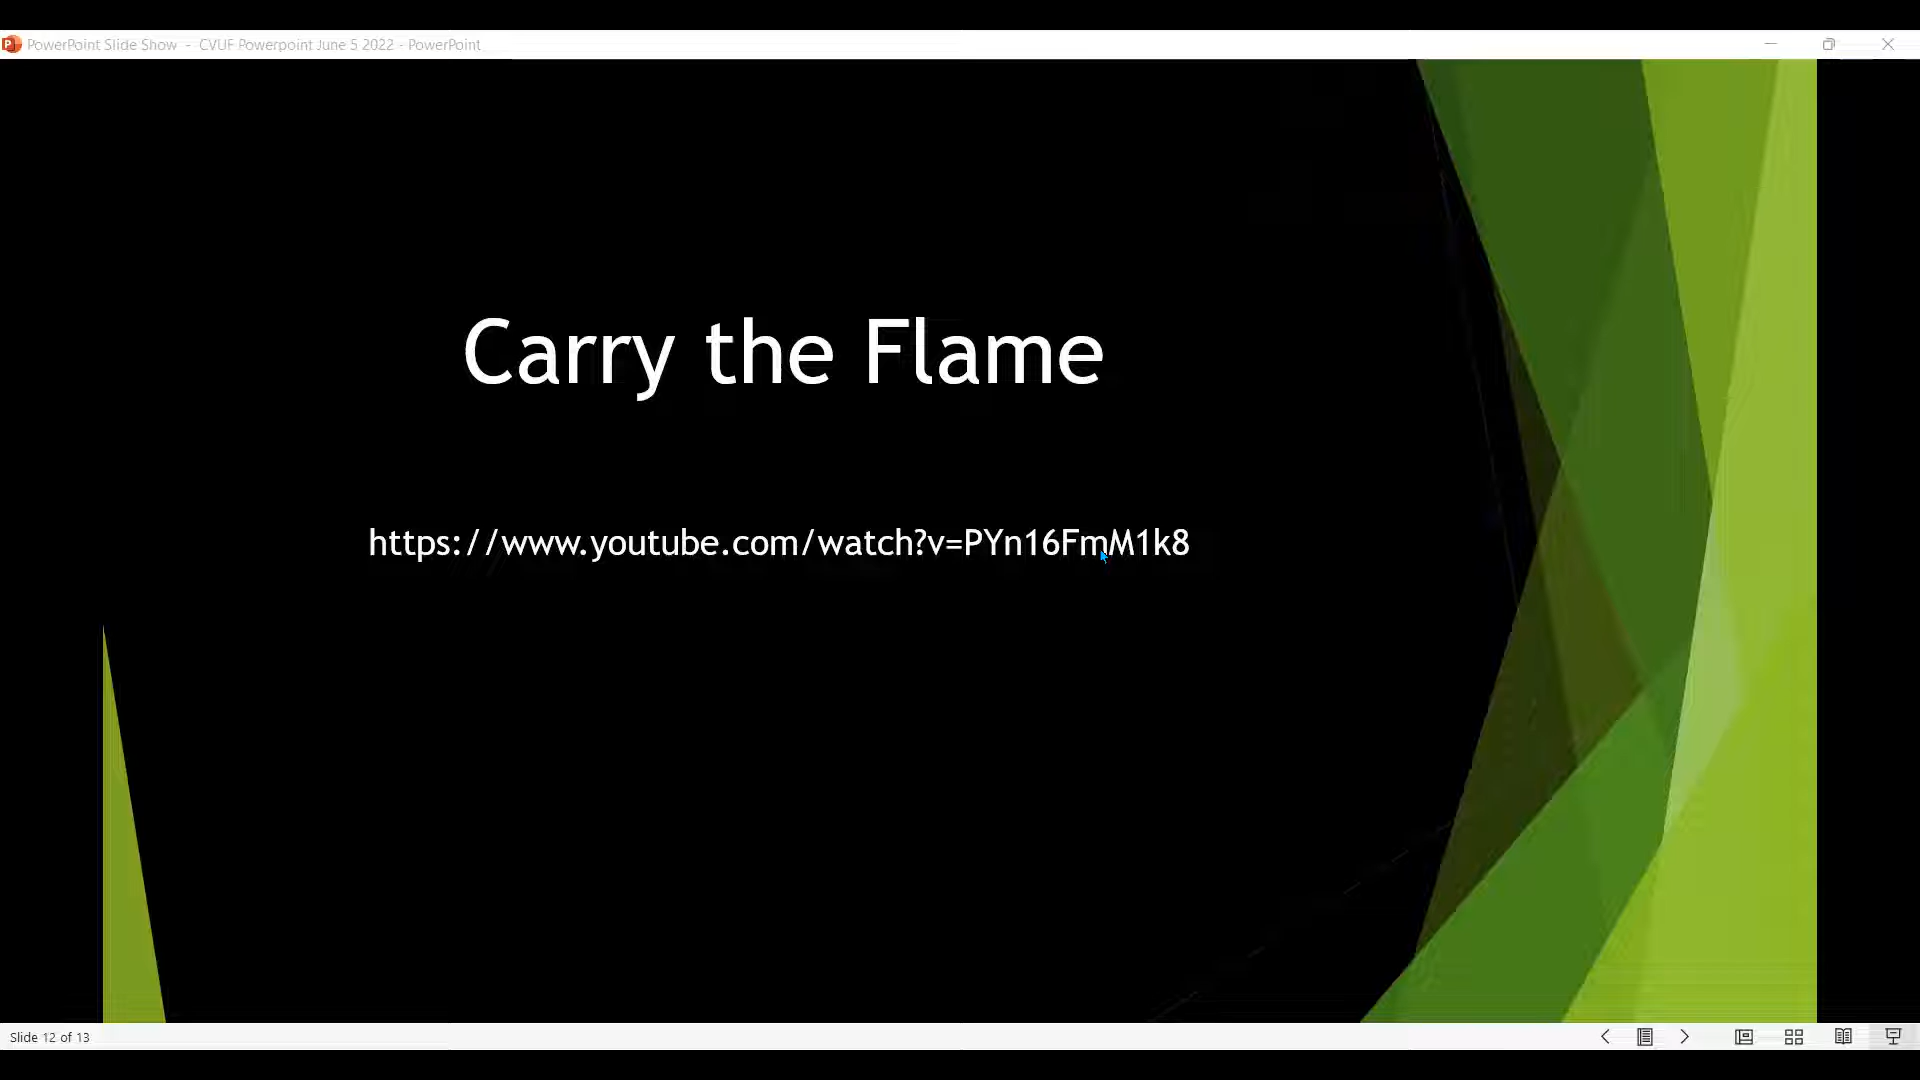 PowerPoint Slide Show - CVUF Powerpoint June 5 2022 - PowerPoint
Carry the Flame
https://www.youtube.com/watch?v=PYn16FmM1k8
Slide 12 of 13